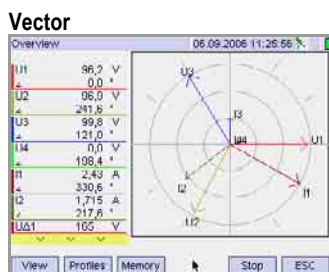 Vector
Overview 06.09.2006 11:25:56
U1 96,2 V
∠ 0,0 °
U2 96,9 V
∠ 241,6 °
U3 99,8 V
∠ 121,0 °
U4 0,0 V
∠ 198,4 °
I1 2,43 A
∠ 330,6 °
I2 1,715 A
∠ 217,6 °
UΔ1 165 V
U3
I3
U4
U1
I2
I1
U2
View Profiles Memory Stop ESC